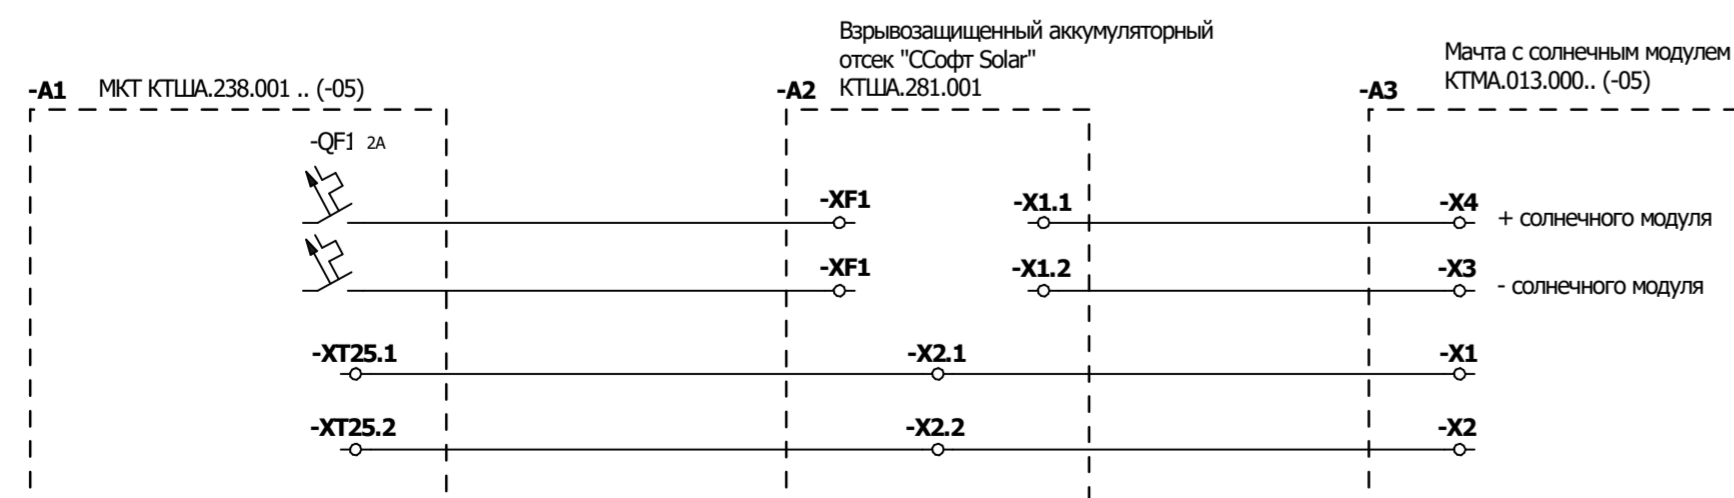 Взрывозащищенный аккумуляторный
отсек "ССофт Solar"
КТША.281.001
Мачта с солнечным модулем
КТМА.013.000.. (-05)
-A1 МКТ КТША.238.001 .. (-05)
-A2
-A3
-QF1 2A
-XF1 -X1.1 -X4 + солнечного модуля
-XF1 -X1.2 -X3 - солнечного модуля
-XT25.1 -X2.1 -X1
-XT25.2 -X2.2 -X2